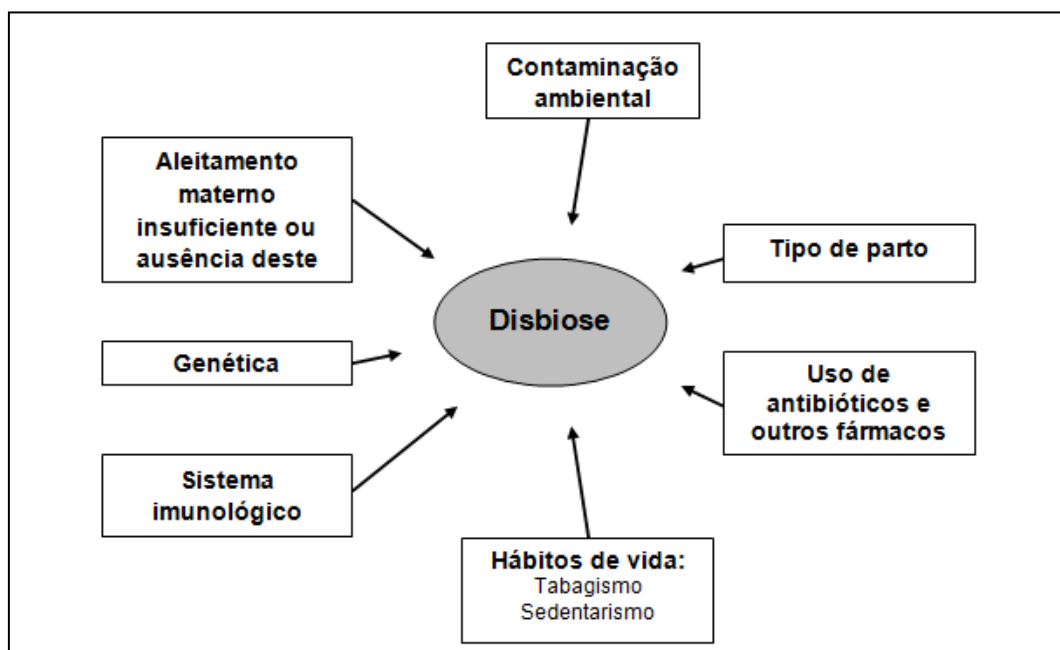 Contaminação
ambiental
Aleitamento
materno
insuficiente ou
ausência deste
Tipo de parto
Disbiose
Genética
Uso de
antibióticos e
outros fármacos
Sistema
imunológico
Hábitos de vida:
Tabagismo
Sedentarismo